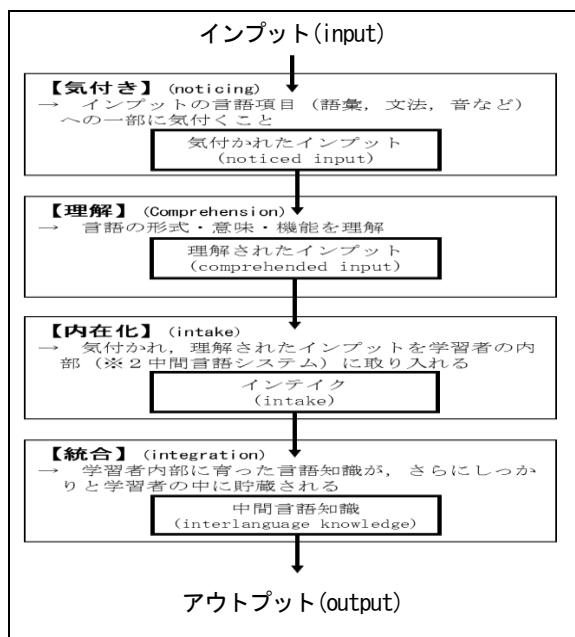 インプット(input)
【気付き】(noticing)
→ インプットの言語項目（語彙，文法，音など）
への一部に気付くこと
気付かれたインプット
(noticed input)
【理解】(Comprehension)
→ 言語の形式・意味・機能を理解
理解されたインプット
(comprehended input)
【内在化】(intake)
→ 気付かれ，理解されたインプットを学習者の内
部（※２中間言語システム）に取り入れる
インテイク
(intake)
【統合】(integration)
→ 学習者内部に育った言語知識が，さらにしっか
りと学習者の中に貯蔵される
中間言語知識
(interlanguage knowledge)
アウトプット(output)